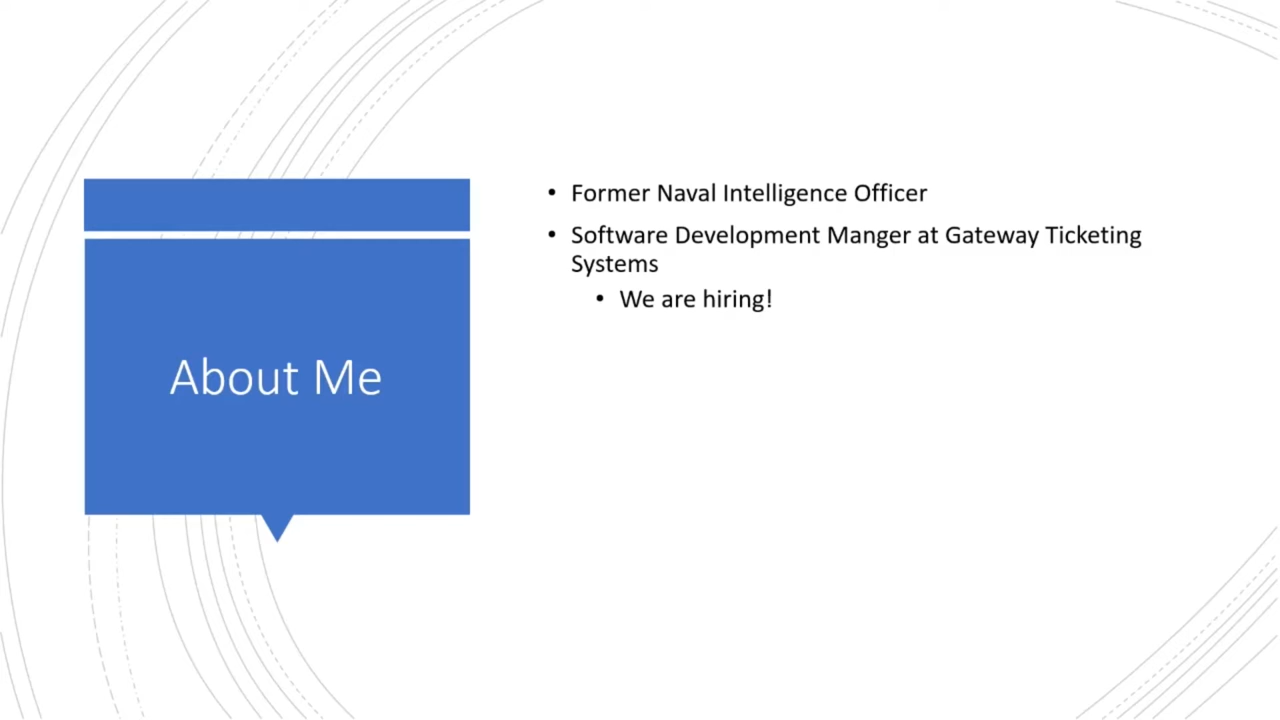 About Me
• Former Naval Intelligence Officer
• Software Development Manger at Gateway Ticketing
Systems
• We are hiring!